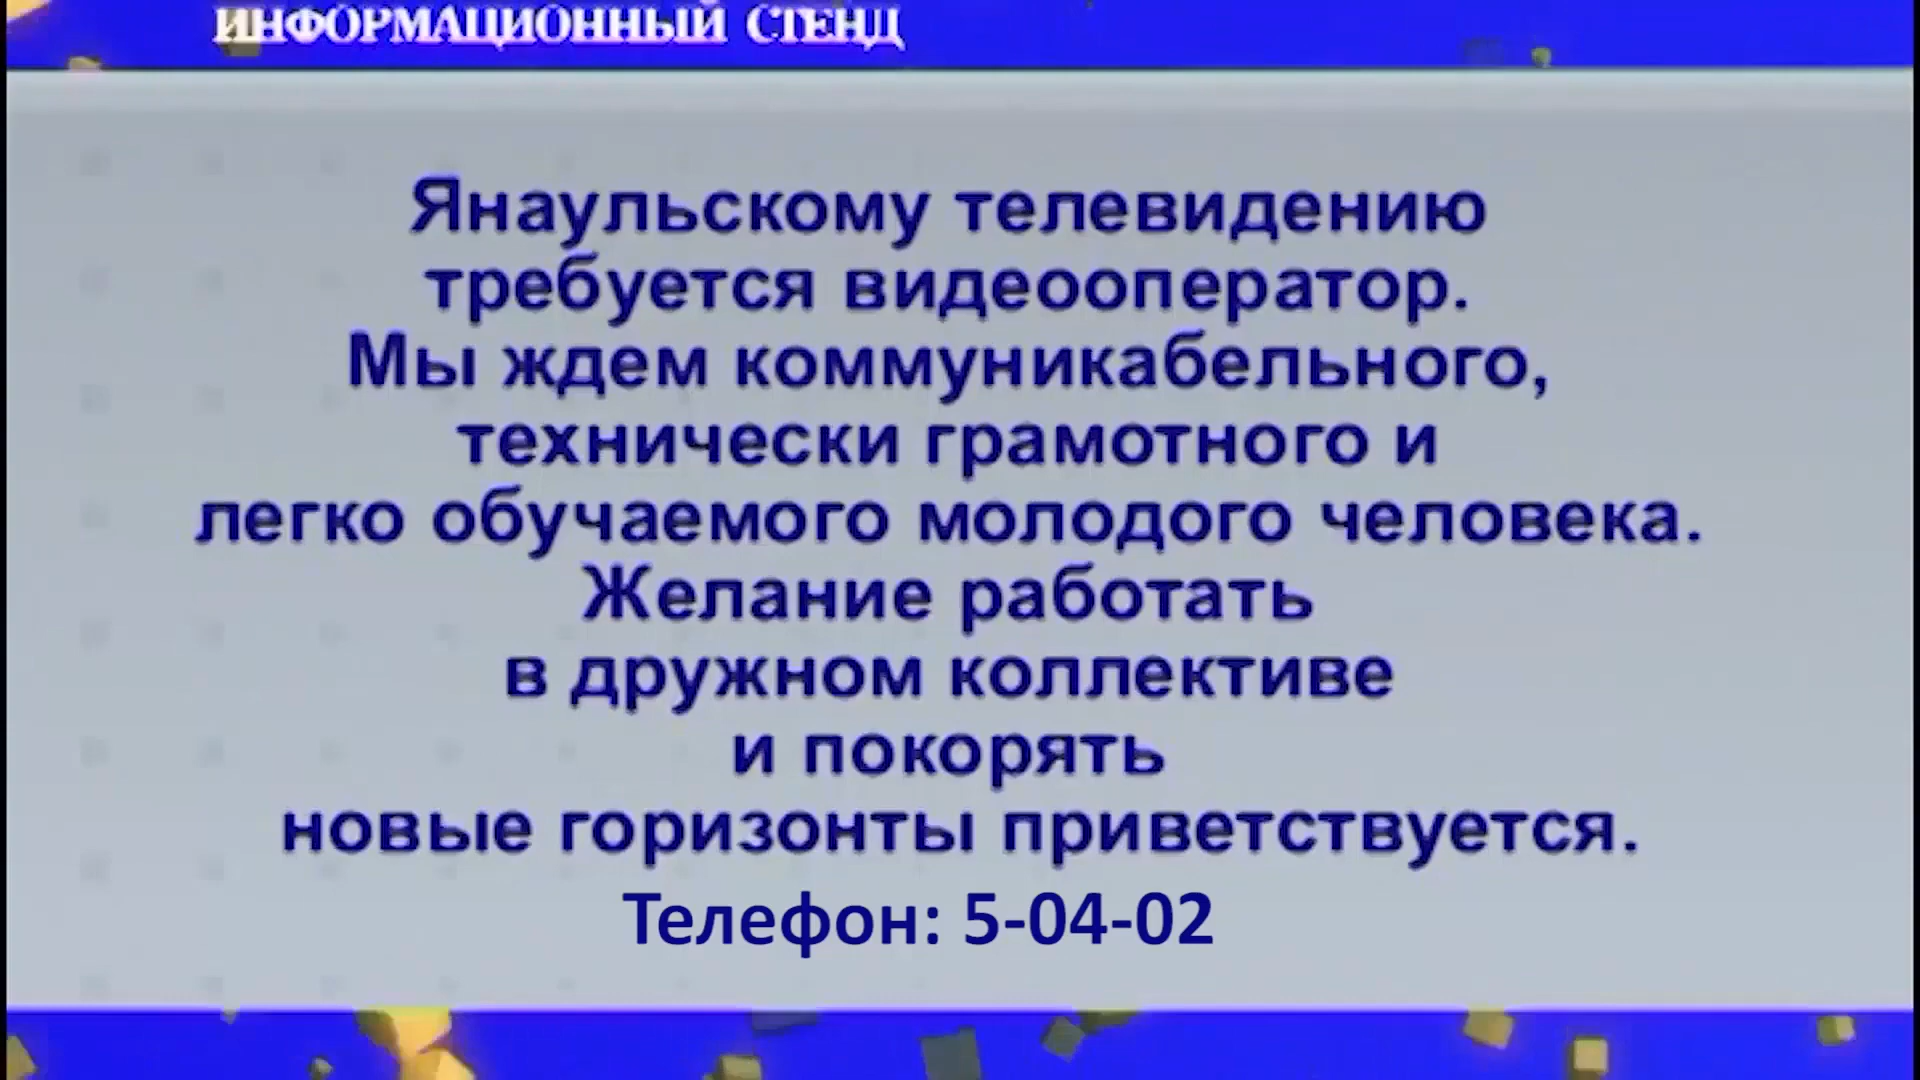 ИНФОРМАЦИОННЫЙ СТЕНД
Янаульскому телевидению
требуется видеооператор.
Мы ждем коммуникабельного,
технически грамотного и
легко обучаемого молодого человека.
Желание работать
в дружном коллективе
и покорять
новые горизонты приветствуется.
Телефон: 5-04-02